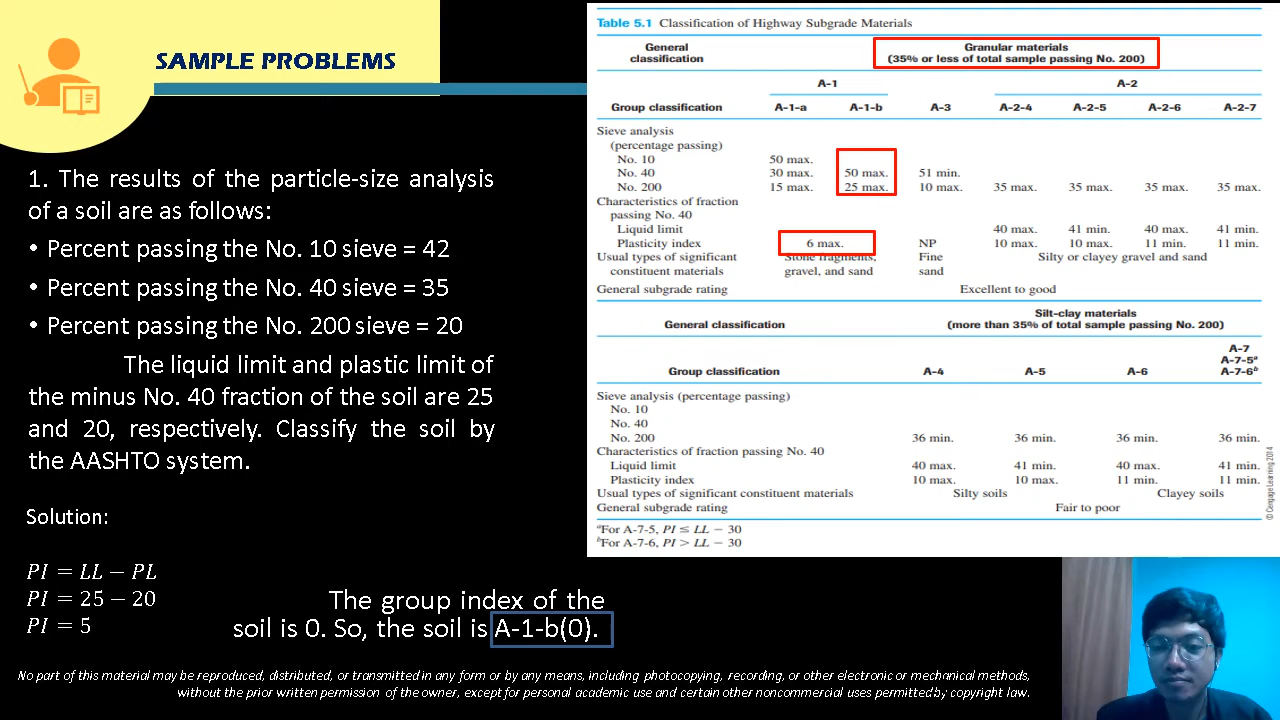 SAMPLE PROBLEMS
1. The results of the particle-size analysis
of a soil are as follows:
• Percent passing the No. 10 sieve = 42
• Percent passing the No. 40 sieve = 35
• Percent passing the No. 200 sieve = 20
The liquid limit and plastic limit of
the minus No. 40 fraction of the soil are 25
and 20, respectively. Classify the soil by
the AASHTO system.
Solution:
PI = LL − PL
PI = 25 − 20
PI = 5
The group index of the
soil is 0. So, the soil is A-1-b(0).
Table 5.1 Classification of Highway Subgrade Materials
General classification Granular materials (35% or less of total sample passing No. 200)
A-1 A-2
Group classification A-1-a A-1-b A-3 A-2-4 A-2-5 A-2-6 A-2-7
Sieve analysis
(percentage passing)
No. 10 50 max.
No. 40 30 max. 50 max. 51 min.
No. 200 15 max. 25 max. 10 max. 35 max. 35 max. 35 max. 35 max.
Characteristics of fraction
passing No. 40
Liquid limit 40 max. 41 min. 40 max. 41 min.
Plasticity index 6 max. NP 10 max. 10 max. 11 min. 11 min.
Usual types of significant Stone fragments, Fine Silty or clayey gravel and sand
constituent materials gravel, and sand sand
General subgrade rating Excellent to good
General classification Silt-clay materials (more than 35% of total sample passing No. 200)
A-7
A-7-5ᵃ
Group classification A-4 A-5 A-6 A-7-6ᵇ
Sieve analysis (percentage passing)
No. 10
No. 40
No. 200 36 min. 36 min. 36 min. 36 min.
Characteristics of fraction passing No. 40
Liquid limit 40 max. 41 min. 40 max. 41 min.
Plasticity index 10 max. 10 max. 11 min. 11 min.
Usual types of significant constituent materials Silty soils Clayey soils
General subgrade rating Fair to poor
ᵃFor A-7-5, PI ≤ LL − 30
ᵇFor A-7-6, PI > LL − 30
© Cengage Learning 2014
No part of this material may be reproduced, distributed, or transmitted in any form or by any means, including photocopying, recording, or other electronic or mechanical methods,
without the prior written permission of the owner, except for personal academic use and certain other noncommercial uses permitted by copyright law.